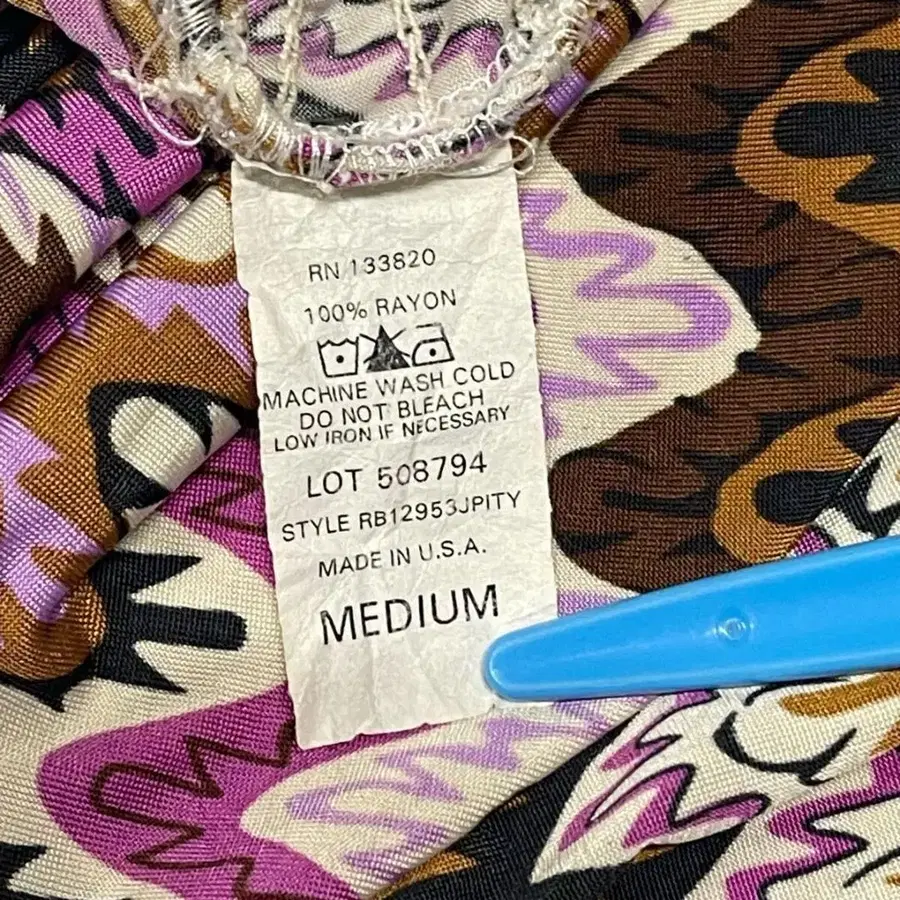 RN 133820
100% RAYON
MACHINE WASH COLD
DO NOT BLEACH
LOW IRON IF NECESSARY
LOT 508794
STYLE RB12953JPITY
MADE IN U.S.A.
MEDIUM